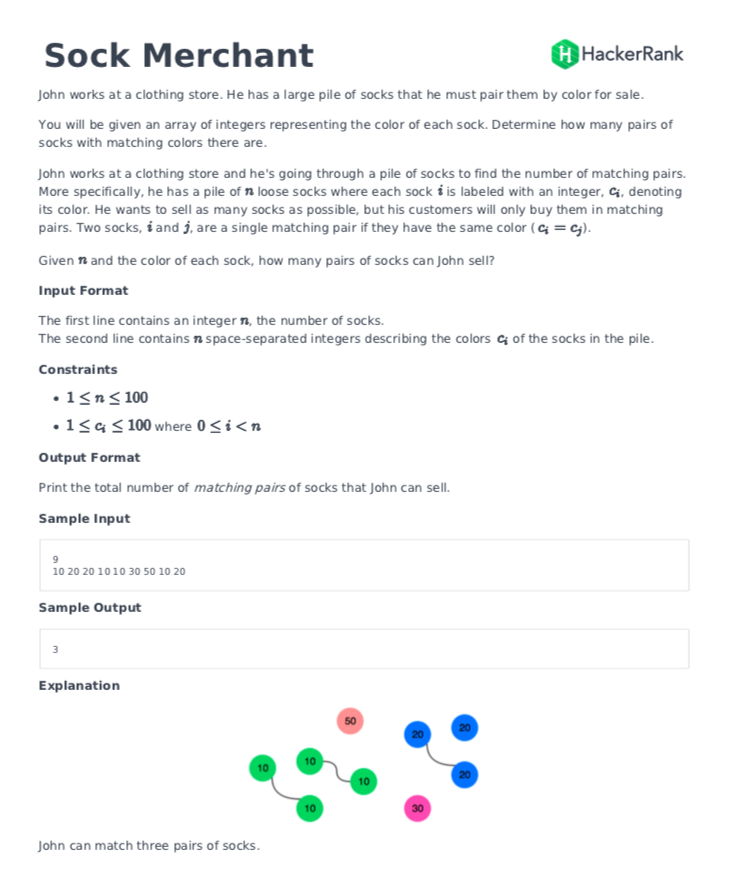 Sock Merchant
HackerRank
John works at a clothing store. He has a large pile of socks that he must pair them by color for sale.
You will be given an array of integers representing the color of each sock. Determine how many pairs of
socks with matching colors there are.
John works at a clothing store and he's going through a pile of socks to find the number of matching pairs.
More specifically, he has a pile of n loose socks where each sock i is labeled with an integer, cᵢ, denoting
its color. He wants to sell as many socks as possible, but his customers will only buy them in matching
pairs. Two socks, i and j, are a single matching pair if they have the same color (cᵢ = cⱼ).
Given n and the color of each sock, how many pairs of socks can John sell?
Input Format
The first line contains an integer n, the number of socks.
The second line contains n space-separated integers describing the colors cᵢ of the socks in the pile.
Constraints
• 1 ≤ n ≤ 100
• 1 ≤ cᵢ ≤ 100 where 0 ≤ i < n
Output Format
Print the total number of matching pairs of socks that John can sell.
Sample Input
9
10 20 20 10 10 30 50 10 20
Sample Output
3
Explanation
50
20
20
10
10
10
20
10
30
John can match three pairs of socks.